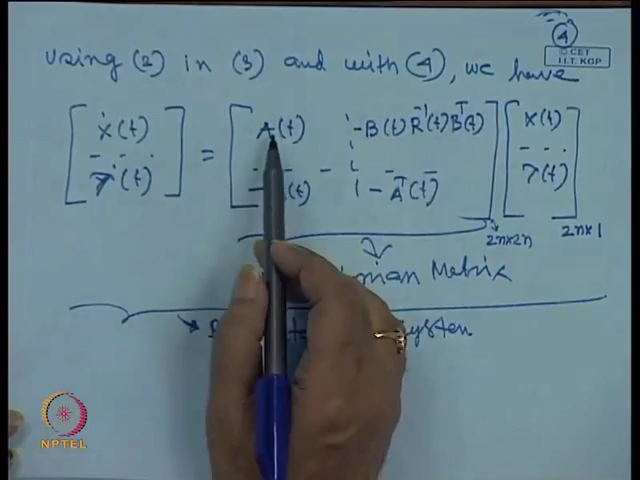 4
© CET
I.I.T. KGP
using (2) in (3) and with (4), we have
[ẋ(t) / λ̇(t)] = [A(t) -B(t)R⁻¹(t)Bᵀ(t) / (t) -Aᵀ(t)] [x(t) / λ(t)]
2n×2n 2n×1
nian Matrix
system
NPTEL